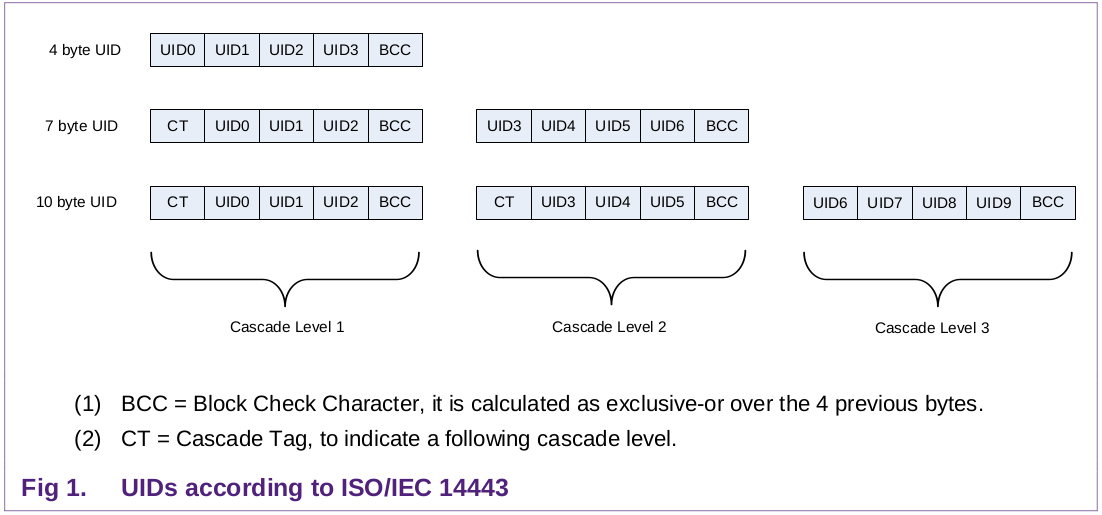 4 byte UID UID0 UID1 UID2 UID3 BCC
7 byte UID CT UID0 UID1 UID2 BCC UID3 UID4 UID5 UID6 BCC
10 byte UID CT UID0 UID1 UID2 BCC CT UID3 UID4 UID5 BCC UID6 UID7 UID8 UID9 BCC
Cascade Level 1 Cascade Level 2 Cascade Level 3
(1) BCC = Block Check Character, it is calculated as exclusive-or over the 4 previous bytes.
(2) CT = Cascade Tag, to indicate a following cascade level.
Fig 1. UIDs according to ISO/IEC 14443